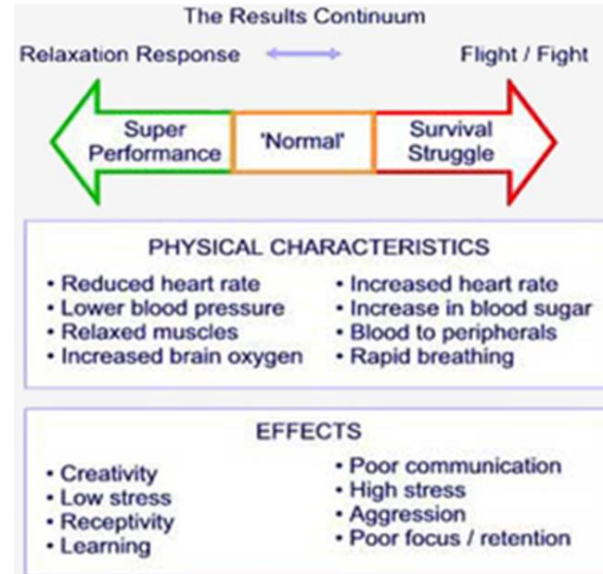 The Results Continuum
Relaxation Response
Flight / Fight
Super
Performance
'Normal'
Survival
Struggle
PHYSICAL CHARACTERISTICS
• Reduced heart rate
• Lower blood pressure
• Relaxed muscles
• Increased brain oxygen
• Increased heart rate
• Increase in blood sugar
• Blood to peripherals
• Rapid breathing
EFFECTS
• Creativity
• Low stress
• Receptivity
• Learning
• Poor communication
• High stress
• Aggression
• Poor focus / retention